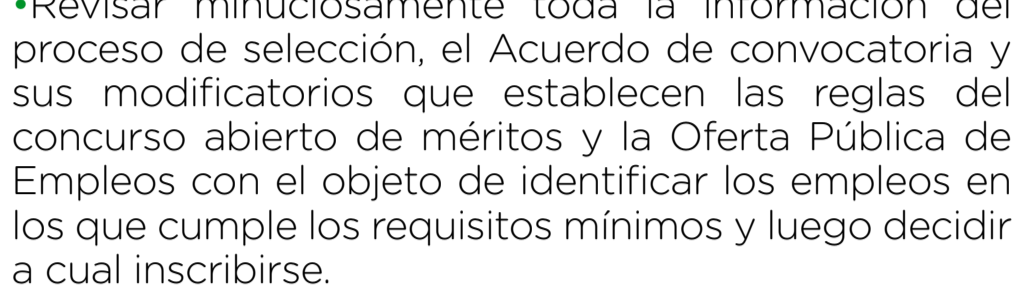 •Revisar minuciosamente toda la información del
proceso de selección, el Acuerdo de convocatoria y
sus modificatorios que establecen las reglas del
concurso abierto de méritos y la Oferta Pública de
Empleos con el objeto de identificar los empleos en
los que cumple los requisitos mínimos y luego decidir
a cual inscribirse.